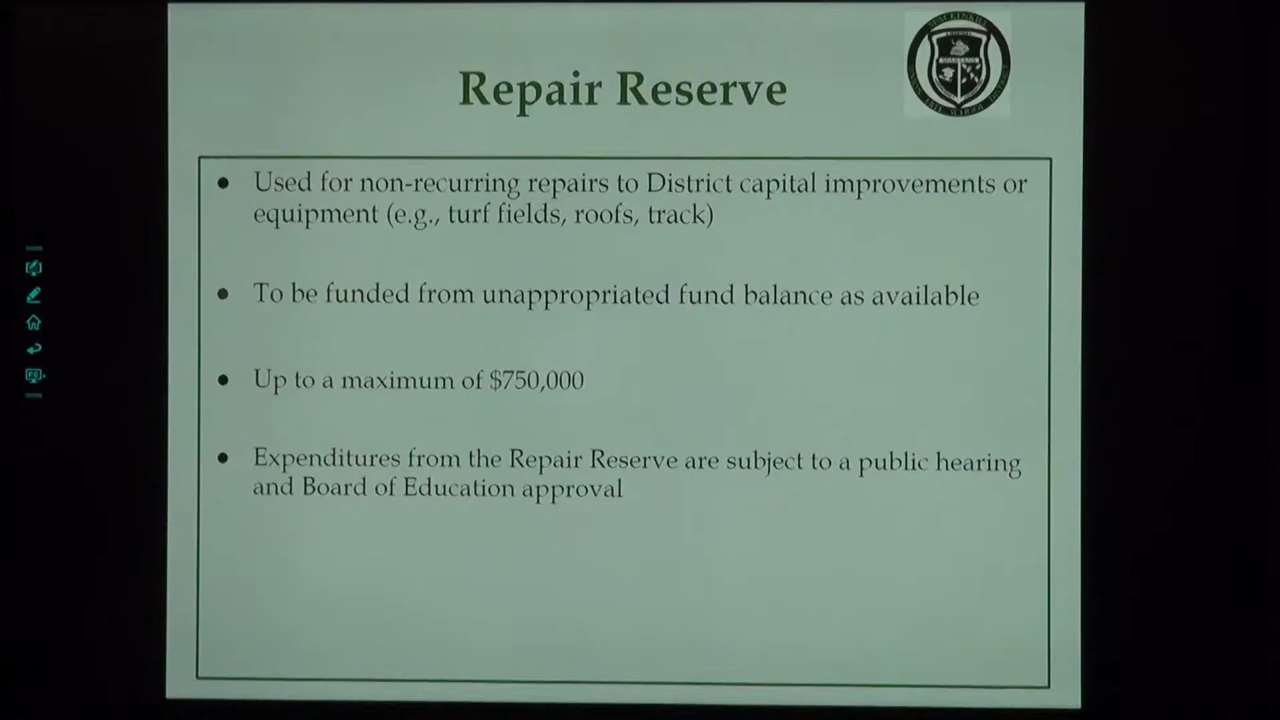 Repair Reserve
● Used for non-recurring repairs to District capital improvements or
equipment (e.g., turf fields, roofs, track)
● To be funded from unappropriated fund balance as available
● Up to a maximum of $750,000
● Expenditures from the Repair Reserve are subject to a public hearing
and Board of Education approval